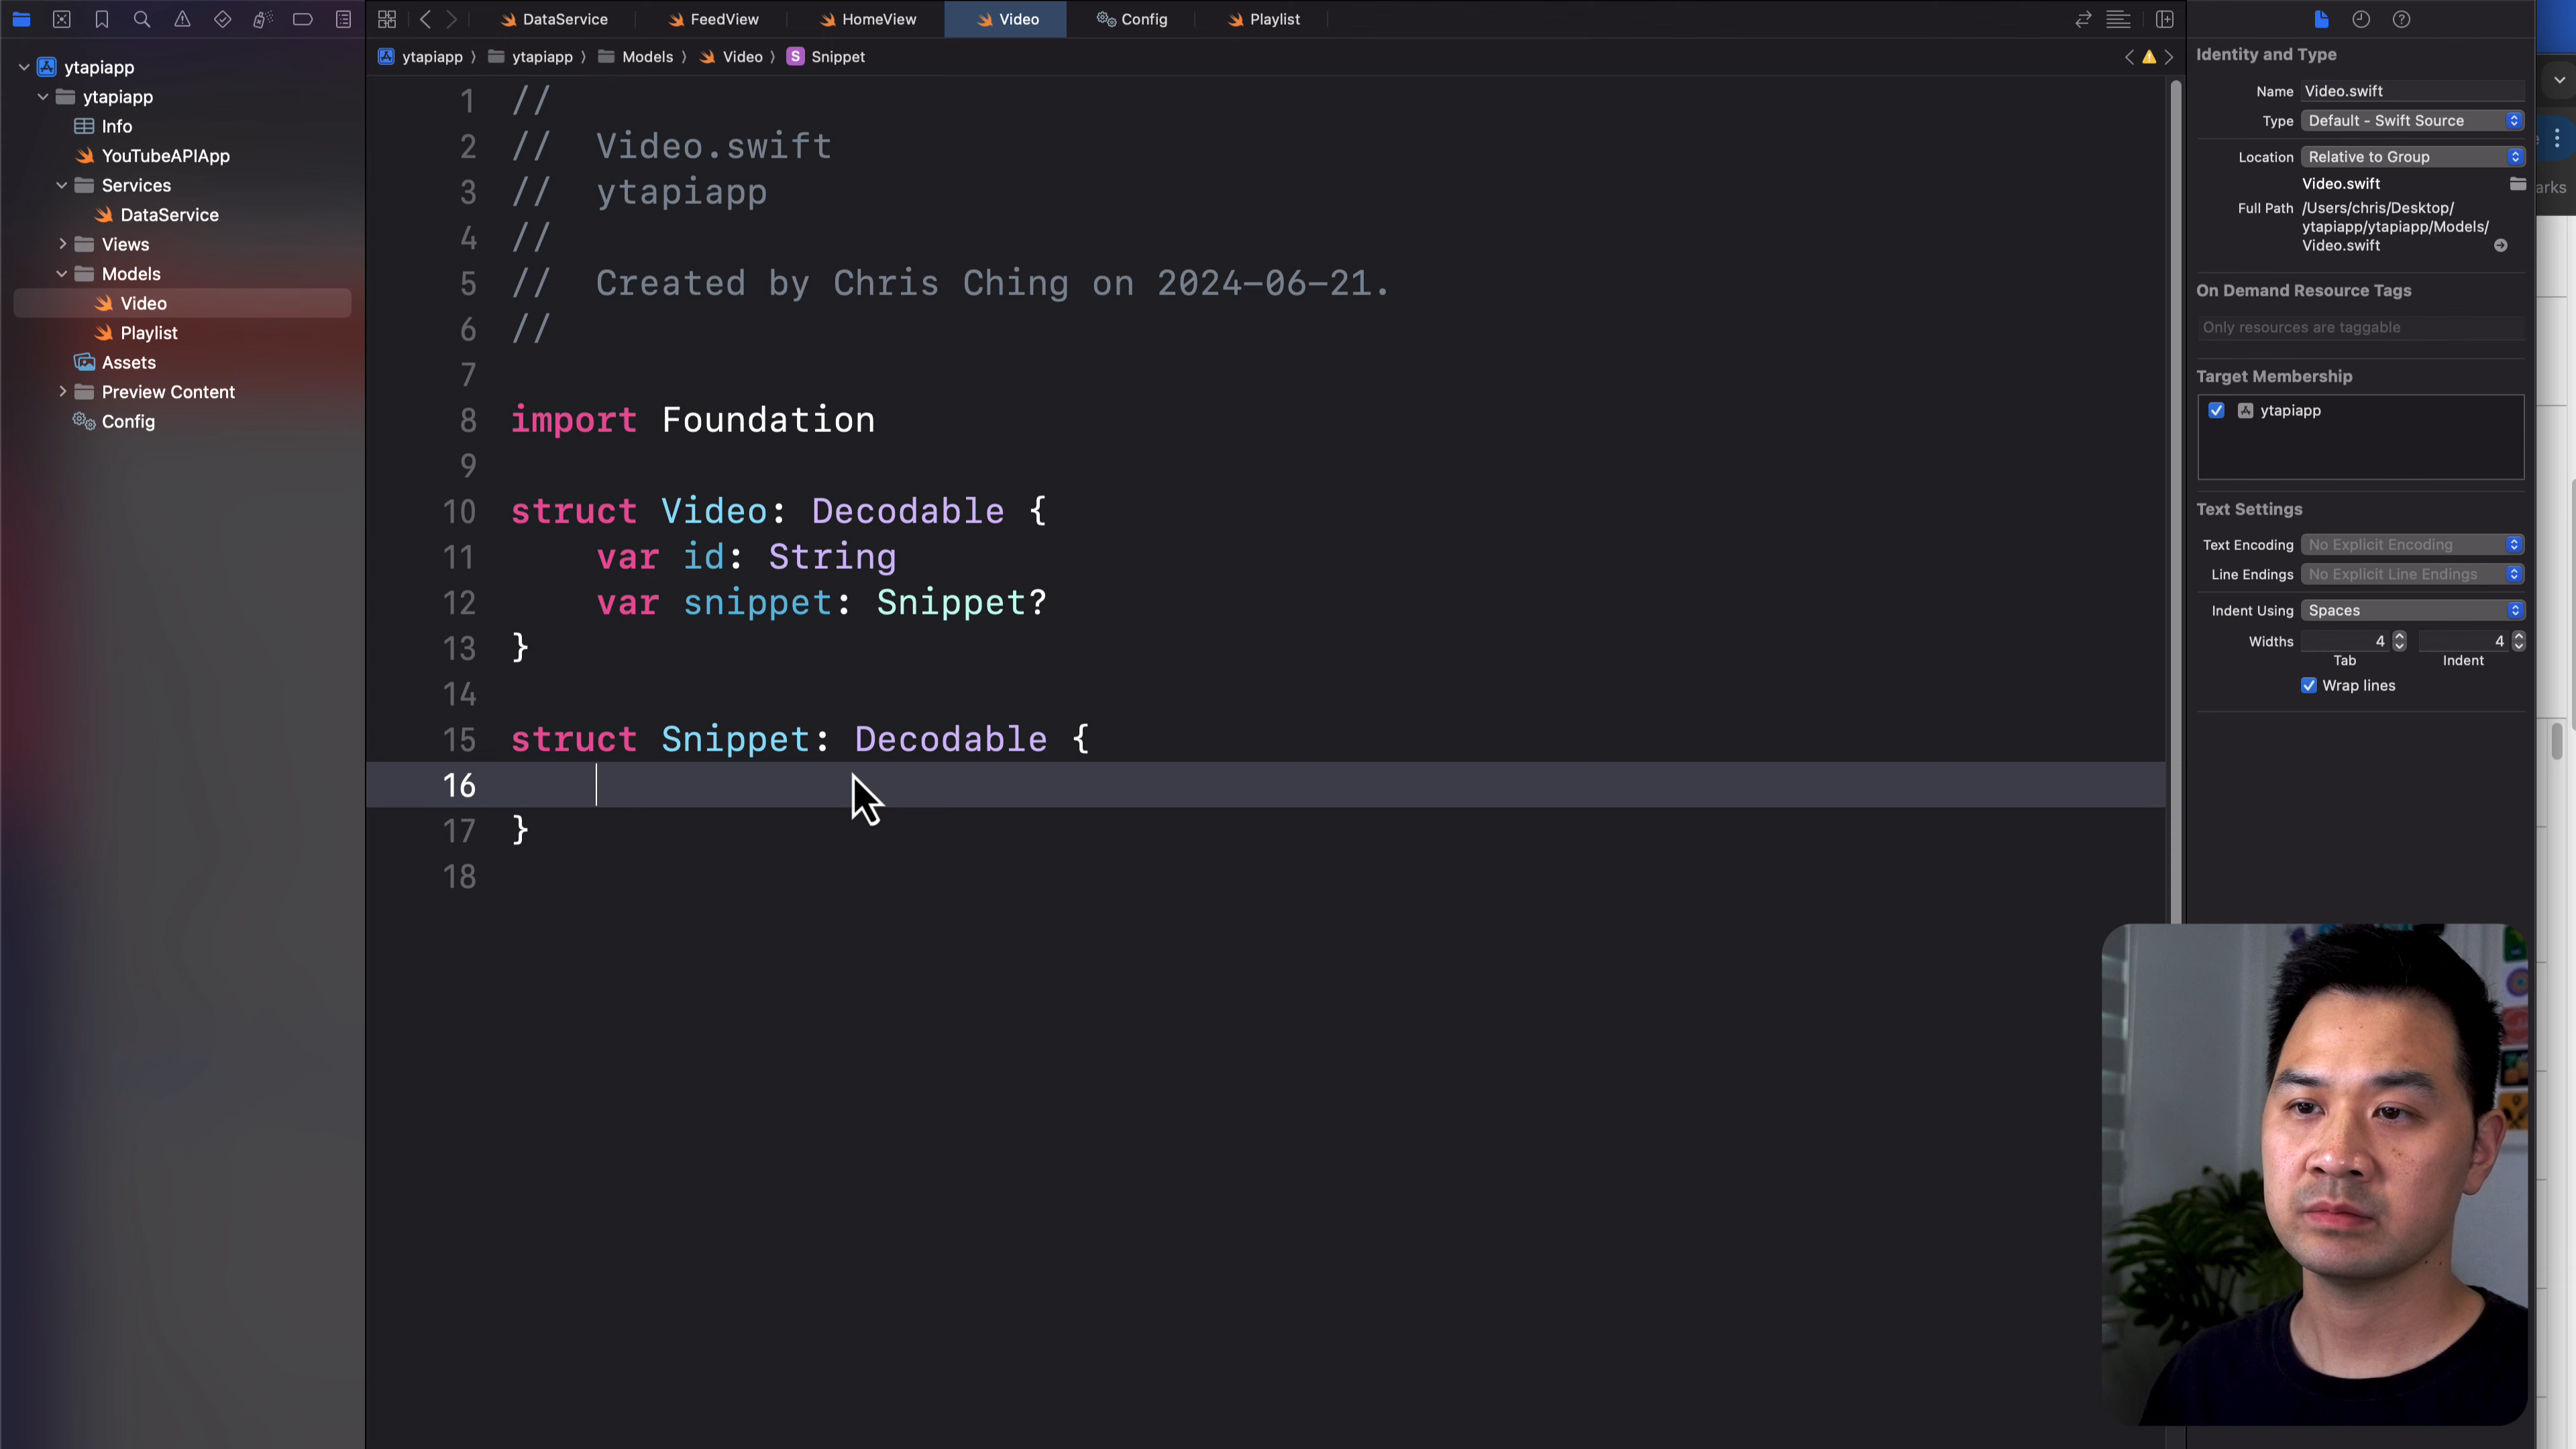 DataService
FeedView
HomeView
Video
Config
Playlist
ytapiapp
ytapiapp
Info
YouTubeAPIApp
Services
DataService
Views
Models
Video
Playlist
Assets
Preview Content
Config
ytapiapp 〉 ytapiapp 〉 Models 〉 Video 〉 S Snippet
1 //
2 //  Video.swift
3 //  ytapiapp
4 //
5 //  Created by Chris Ching on 2024-06-21.
6 //
7
8 import Foundation
9
10 struct Video: Decodable {
11     var id: String
12     var snippet: Snippet?
13 }
14
15 struct Snippet: Decodable {
16
17 }
18
Identity and Type
Name Video.swift
Type Default - Swift Source
Location Relative to Group
Video.swift
Full Path /Users/chris/Desktop/
ytapiapp/ytapiapp/Models/
Video.swift
On Demand Resource Tags
Only resources are taggable
Target Membership
ytapiapp
Text Settings
Text Encoding No Explicit Encoding
Line Endings No Explicit Line Endings
Indent Using Spaces
Widths 4 4
Tab Indent
Wrap lines
arks